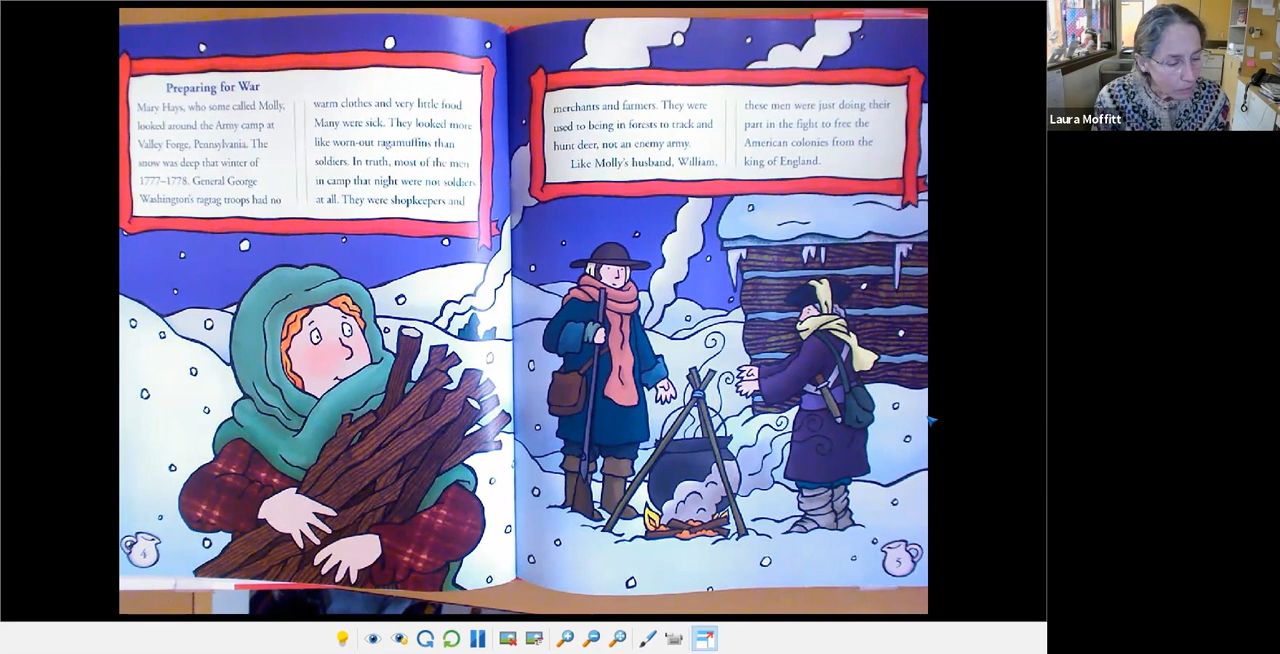 Preparing for War
Mary Hays, who some called Molly,
looked around the Army camp at
Valley Forge, Pennsylvania. The
snow was deep that winter of
1777–1778. General George
Washington's ragtag troops had no
warm clothes and very little food
Many were sick. They looked more
like worn-out ragamuffins than
soldiers. In truth, most of the men
in camp that night were not soldiers
at all. They were shopkeepers and
merchants and farmers. They were
used to being in forests to track and
hunt deer, not an enemy army.
Like Molly's husband, William,
these men were just doing their
part in the fight to free the
American colonies from the
king of England.
4
5
Laura Moffitt